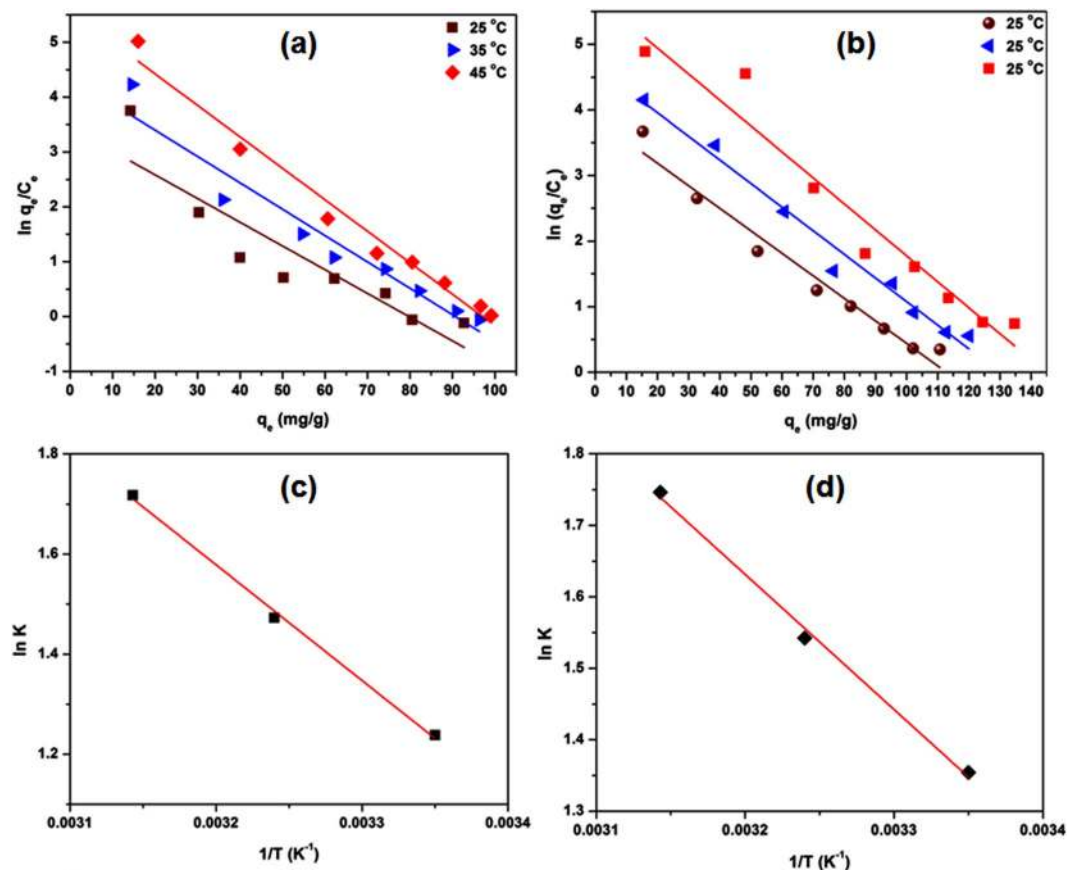 (a)
25 °C
35 °C
45 °C
5
4
3
2
1
0
-1
ln qe/Ce
0 10 20 30 40 50 60 70 80 90 100
qe (mg/g)
(b)
25 °C
25 °C
25 °C
5
4
3
2
1
0
ln (qe/Ce)
0 10 20 30 40 50 60 70 80 90 100 110 120 130 140
qe (mg/g)
(c)
1.8
1.6
1.4
1.2
ln K
0.0031 0.0032 0.0033 0.0034
1/T (K-1)
(d)
1.8
1.7
1.6
1.5
1.4
1.3
ln K
0.0031 0.0032 0.0033 0.0034
1/T (K-1)